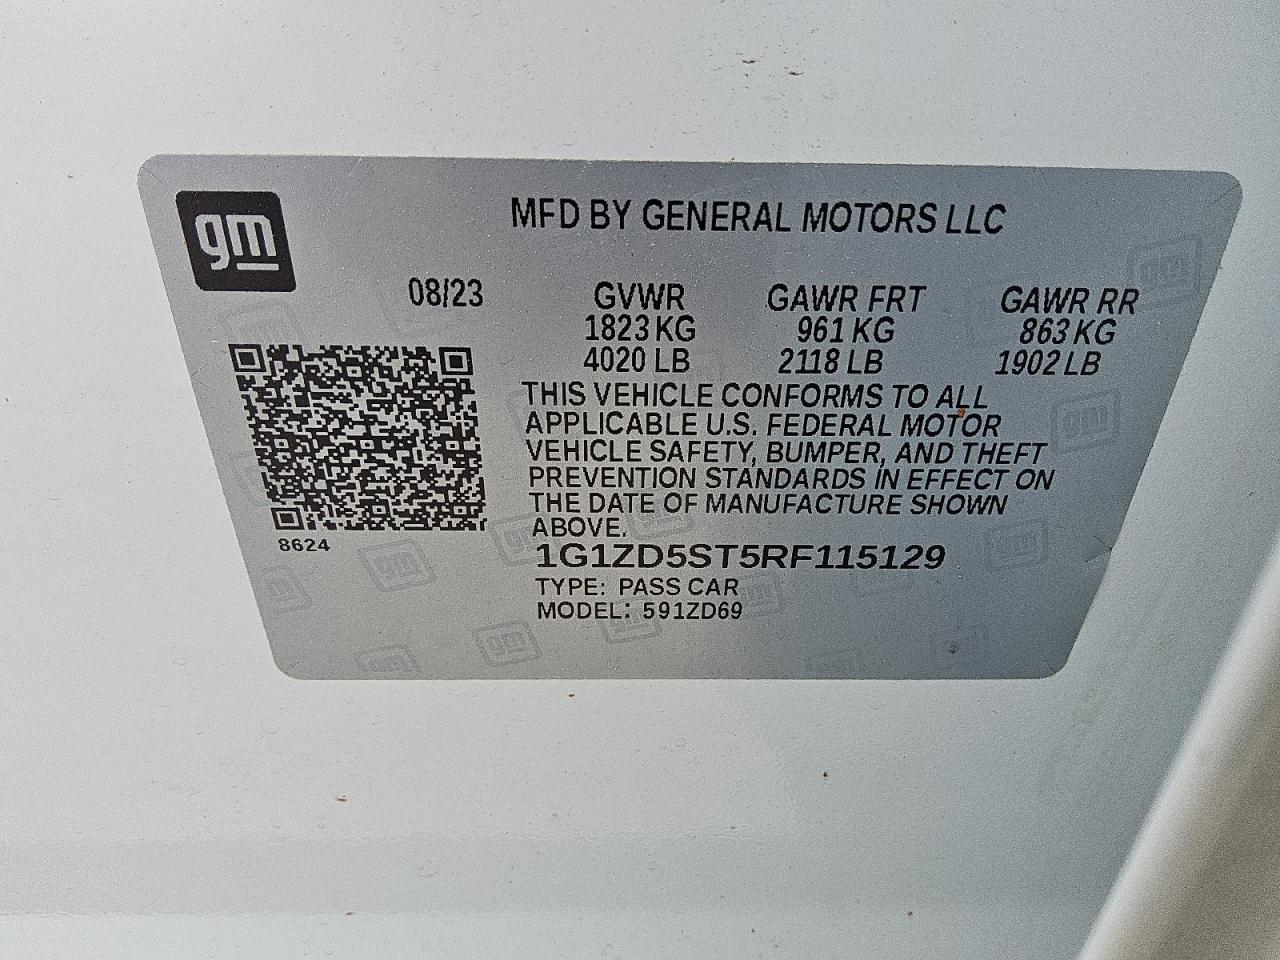 gm
MFD BY GENERAL MOTORS LLC
08/23 GVWR GAWR FRT GAWR RR
1823 KG 961 KG 863 KG
4020 LB 2118 LB 1902 LB
THIS VEHICLE CONFORMS TO ALL
APPLICABLE U.S. FEDERAL MOTOR
VEHICLE SAFETY, BUMPER, AND THEFT
PREVENTION STANDARDS IN EFFECT ON
THE DATE OF MANUFACTURE SHOWN
ABOVE.
8624
1G1ZD5ST5RF115129
TYPE: PASS CAR
MODEL: 591ZD69